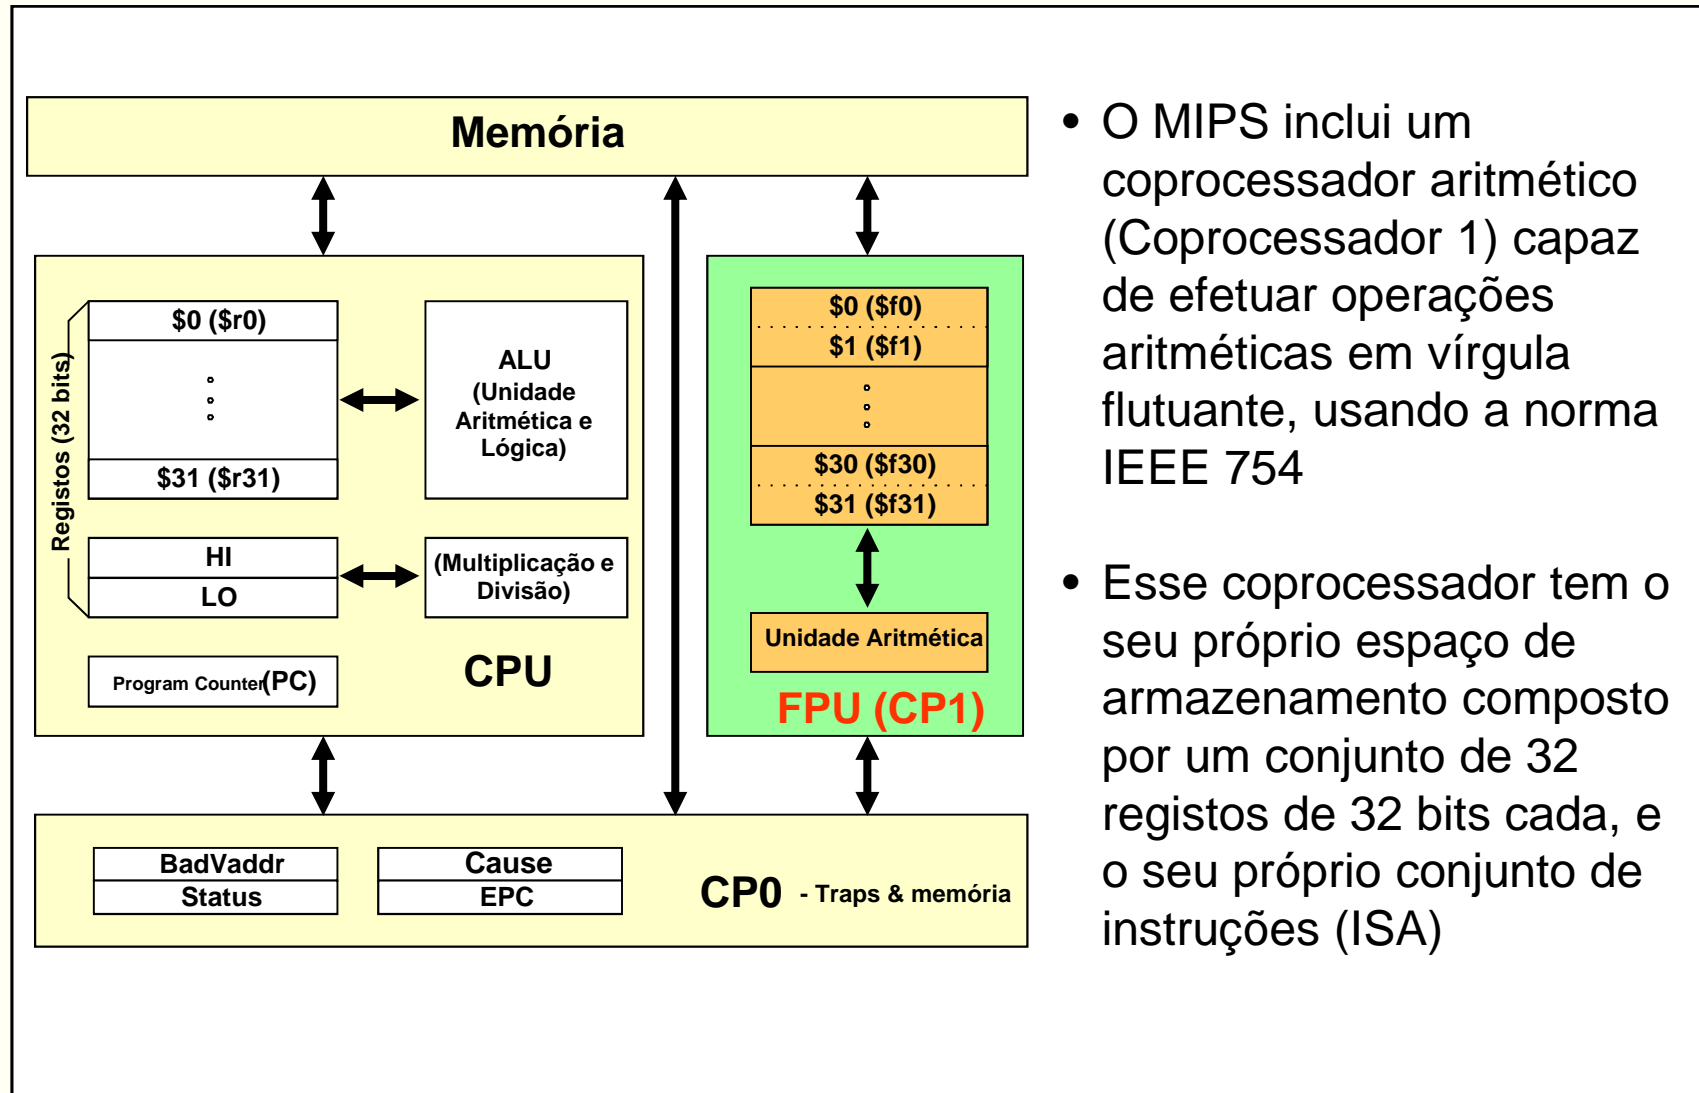 Memória
Registos (32 bits)
$0 ($r0)
$31 ($r31)
HI
LO
Program Counter(PC)
ALU
(Unidade
Aritmética e
Lógica)
(Multiplicação e
Divisão)
CPU
$0 ($f0)
$1 ($f1)
$30 ($f30)
$31 ($f31)
Unidade Aritmética
FPU (CP1)
BadVaddr
Status
Cause
EPC
CP0 - Traps & memória
• O MIPS inclui um
coprocessador aritmético
(Coprocessador 1) capaz
de efetuar operações
aritméticas em vírgula
flutuante, usando a norma
IEEE 754
• Esse coprocessador tem o
seu próprio espaço de
armazenamento composto
por um conjunto de 32
registos de 32 bits cada, e
o seu próprio conjunto de
instruções (ISA)